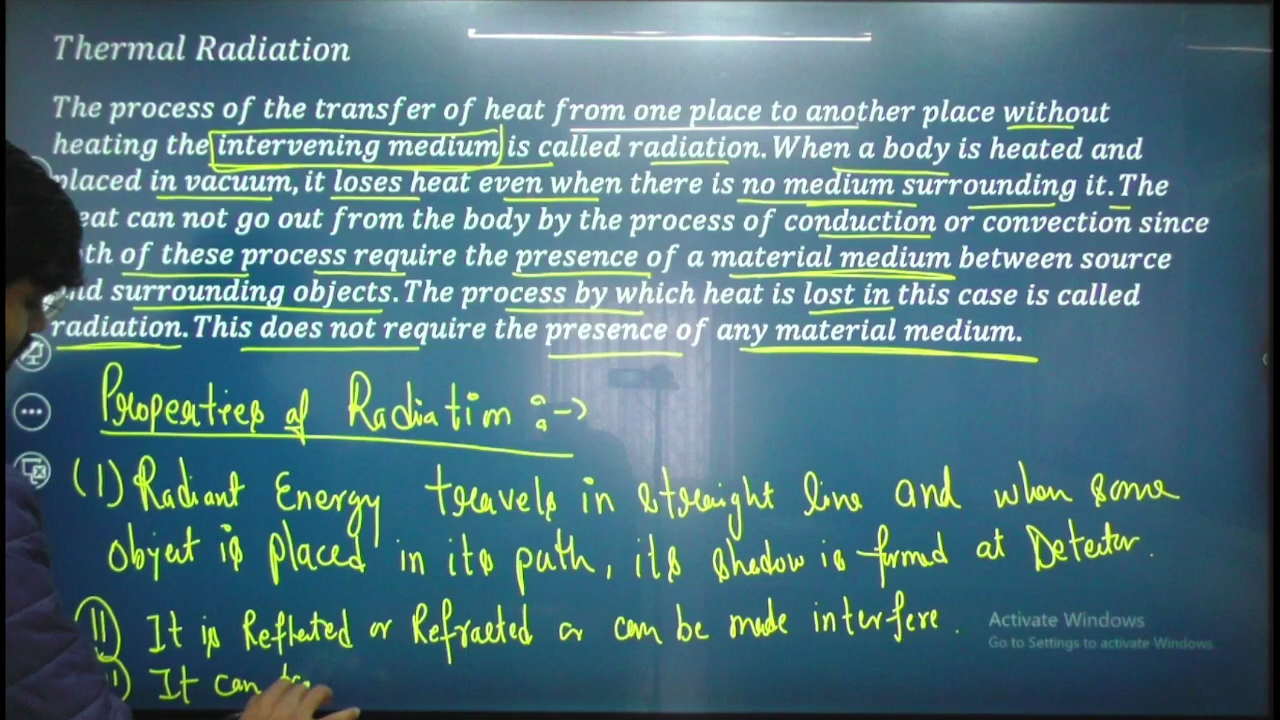 Thermal Radiation
The process of the transfer of heat from one place to another place without
heating the intervening medium is called radiation. When a body is heated and
placed in vacuum, it loses heat even when there is no medium surrounding it. The
heat can not go out from the body by the process of conduction or convection since
both of these process require the presence of a material medium between source
and surrounding objects. The process by which heat is lost in this case is called
radiation. This does not require the presence of any material medium.
Properties of Radiation :->
(1) Radiant Energy travels in straight line and when some
object is placed in its path, its shadow is formed at Detector.
(II) It is Reflected or Refracted or can be made interfere.
Activate Windows
Go to Settings to activate Windows.
It can